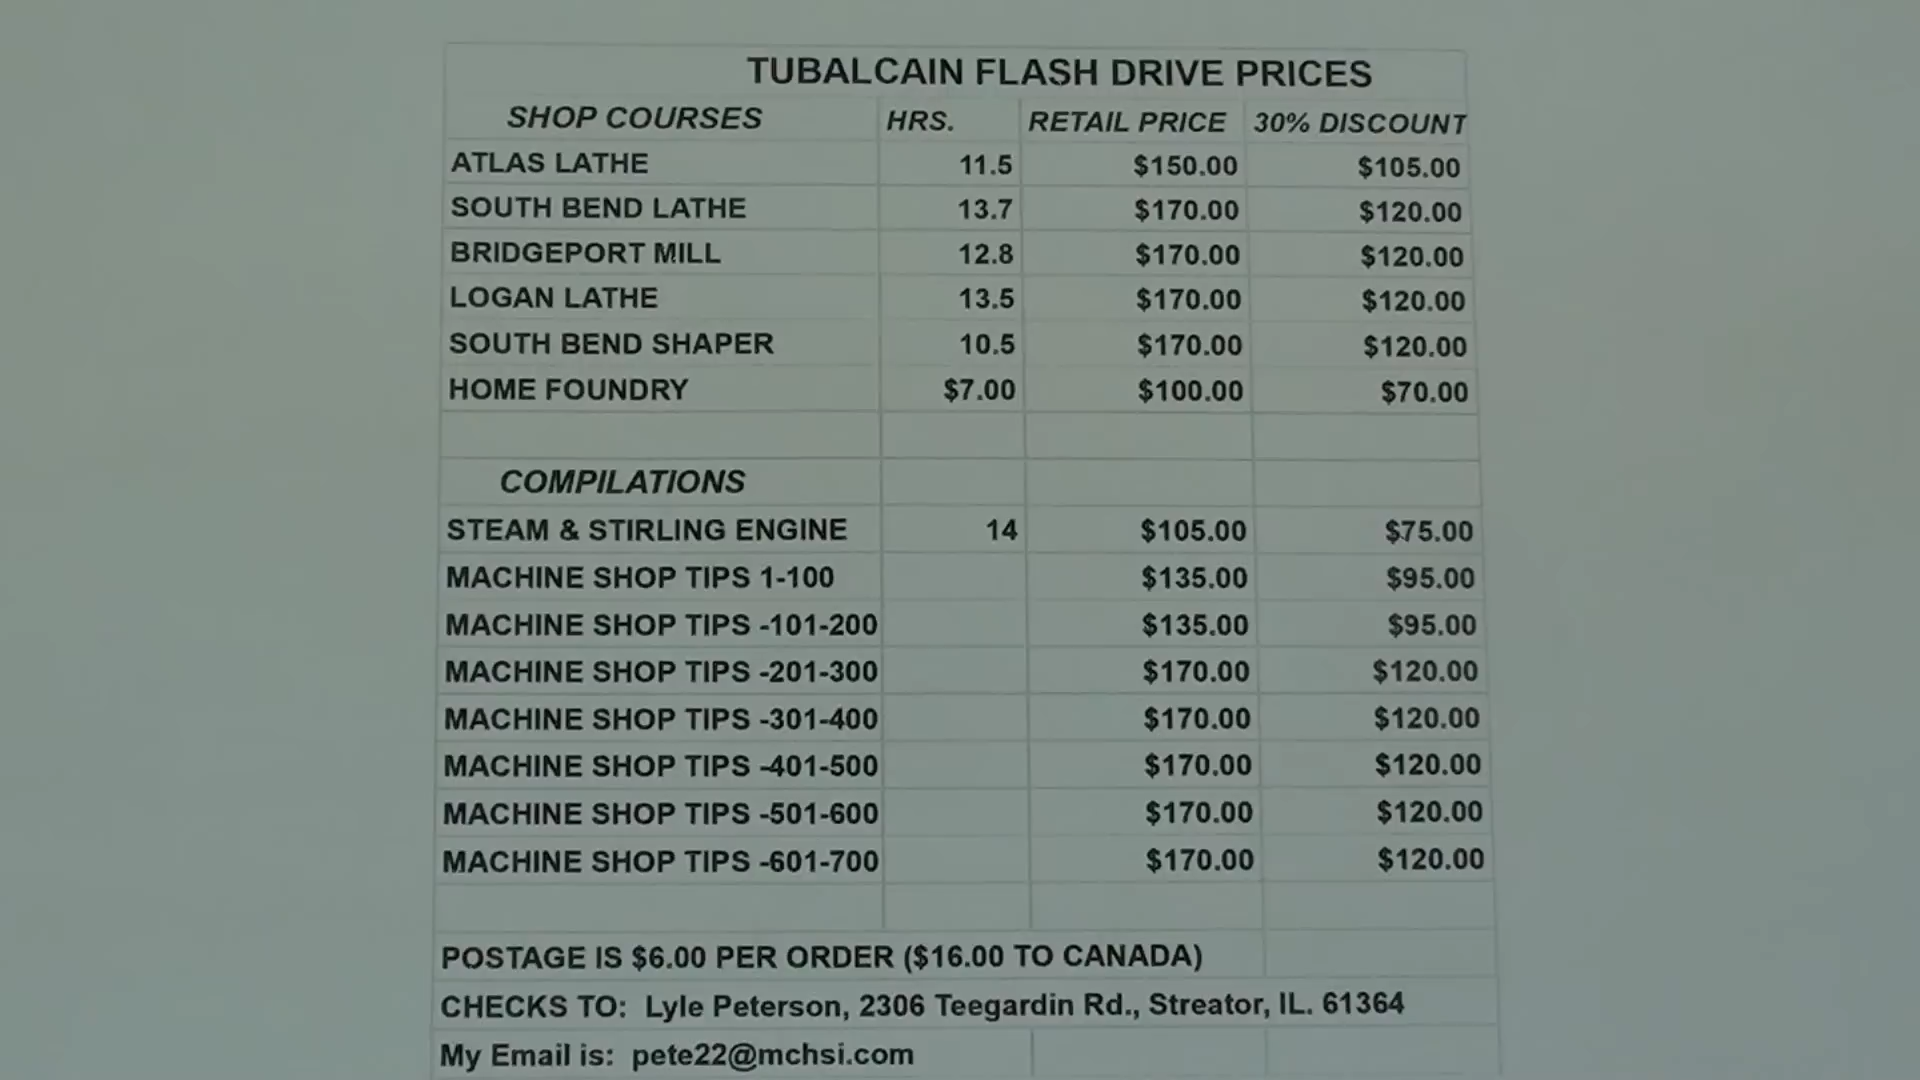 TUBALCAIN FLASH DRIVE PRICES
SHOP COURSES HRS. RETAIL PRICE 30% DISCOUNT
ATLAS LATHE 11.5 $150.00 $105.00
SOUTH BEND LATHE 13.7 $170.00 $120.00
BRIDGEPORT MILL 12.8 $170.00 $120.00
LOGAN LATHE 13.5 $170.00 $120.00
SOUTH BEND SHAPER 10.5 $170.00 $120.00
HOME FOUNDRY $7.00 $100.00 $70.00
COMPILATIONS
STEAM & STIRLING ENGINE 14 $105.00 $75.00
MACHINE SHOP TIPS 1-100 $135.00 $95.00
MACHINE SHOP TIPS -101-200 $135.00 $95.00
MACHINE SHOP TIPS -201-300 $170.00 $120.00
MACHINE SHOP TIPS -301-400 $170.00 $120.00
MACHINE SHOP TIPS -401-500 $170.00 $120.00
MACHINE SHOP TIPS -501-600 $170.00 $120.00
MACHINE SHOP TIPS -601-700 $170.00 $120.00
POSTAGE IS $6.00 PER ORDER ($16.00 TO CANADA)
CHECKS TO: Lyle Peterson, 2306 Teegardin Rd., Streator, IL. 61364
My Email is: pete22@mchsi.com